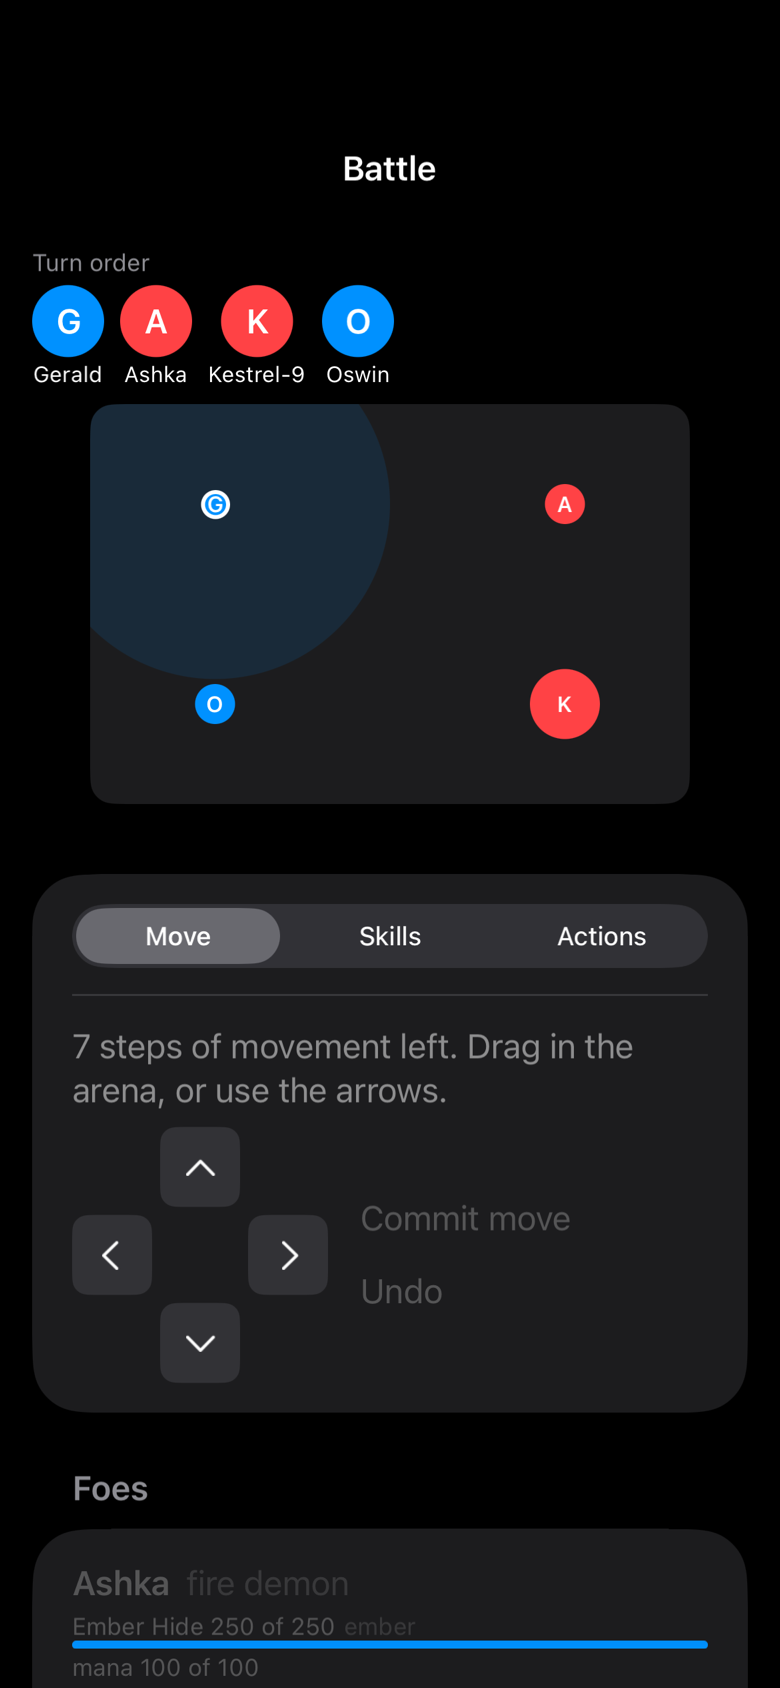 Battle
Turn order
G A K O
Gerald Ashka Kestrel-9 Oswin
G A
O K
Move Skills Actions
7 steps of movement left. Drag in the
arena, or use the arrows.
Commit move
Undo
Foes
Ashka fire demon
Ember Hide 250 of 250 ember
mana 100 of 100